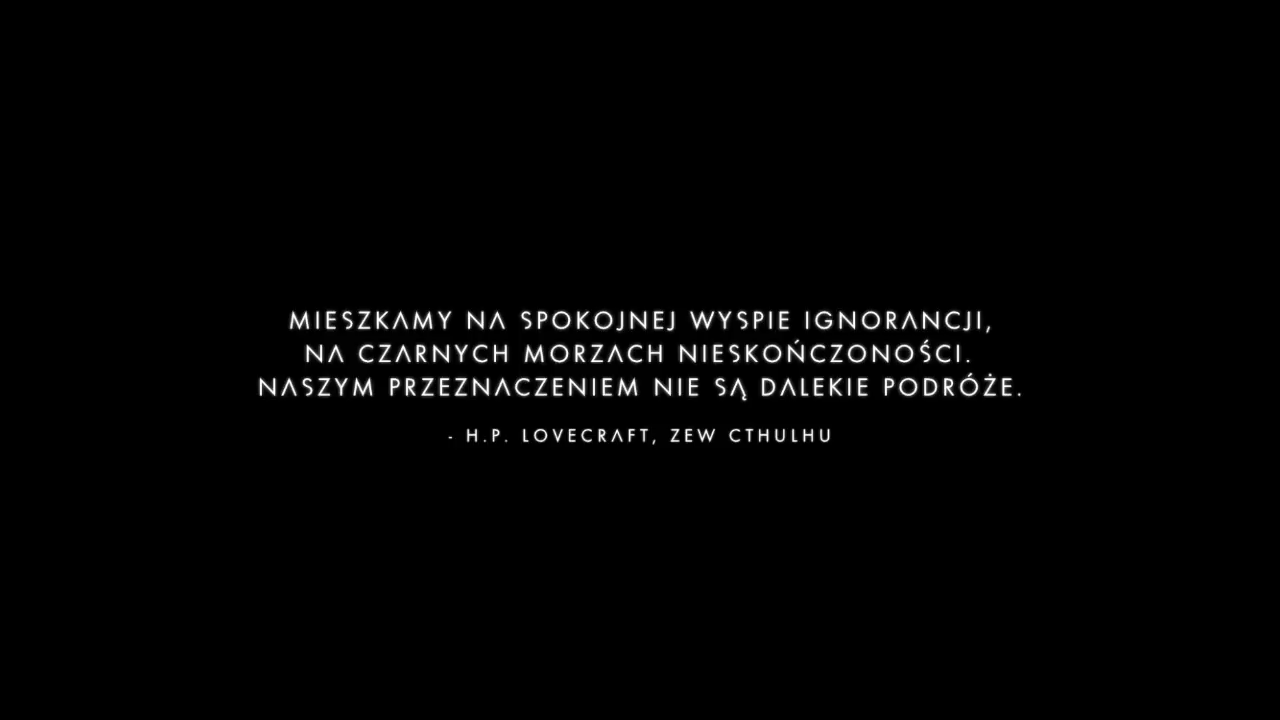 MIESZKAMY NA SPOKOJNEJ WYSPIE IGNORANCJI,
NA CZARNYCH MORZACH NIESKOŃCZONOŚCI.
NASZYM PRZEZNACZENIEM NIE SĄ DALEKIE PODRÓŻE.
- H.P. LOVECRAFT, ZEW CTHULHU